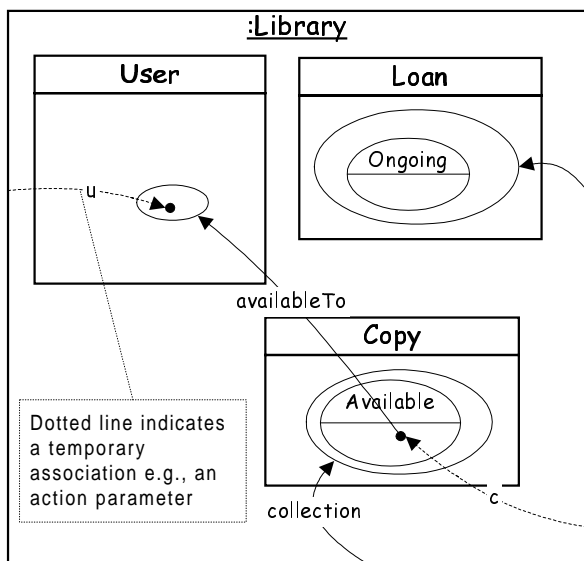 :Library
User
Loan
Ongoing
u
availableTo
Copy
Available
Dotted line indicates
a temporary
association e.g., an
action parameter
c
collection